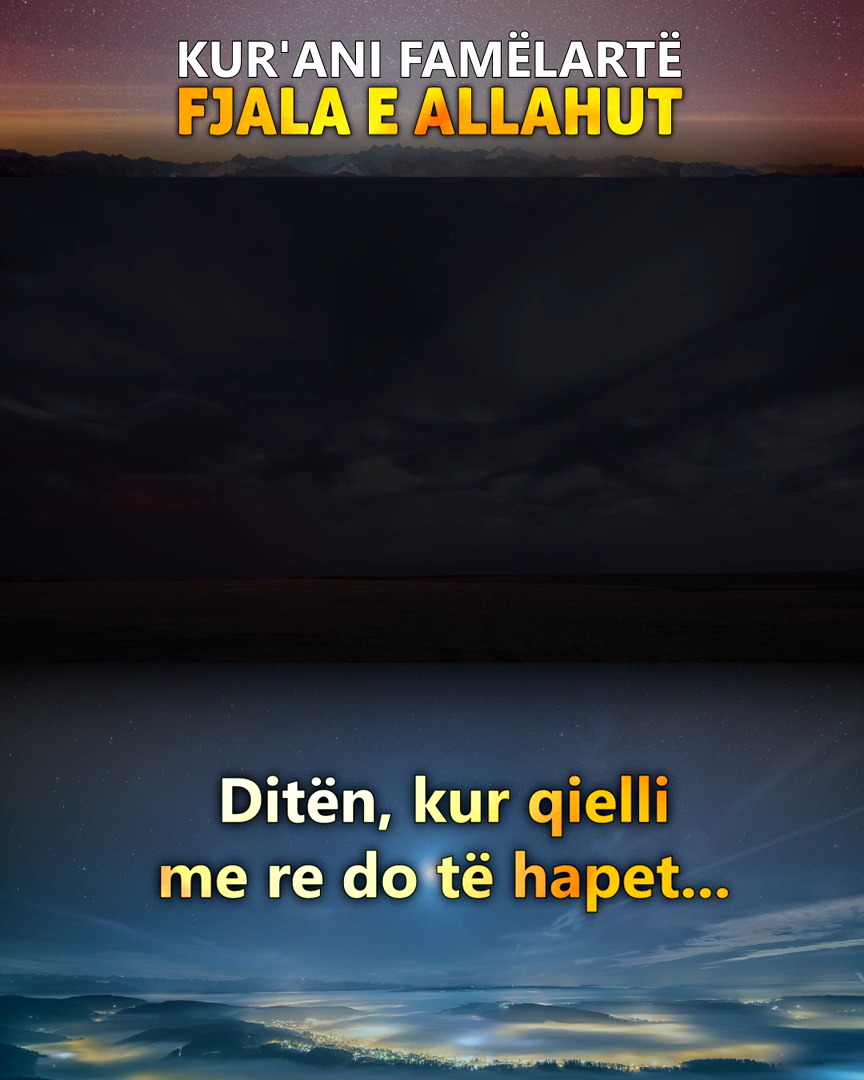 KUR'ANI FAMËLARTË
FJALA E ALLAHUT
Ditën, kur qielli
me re do të hapet...